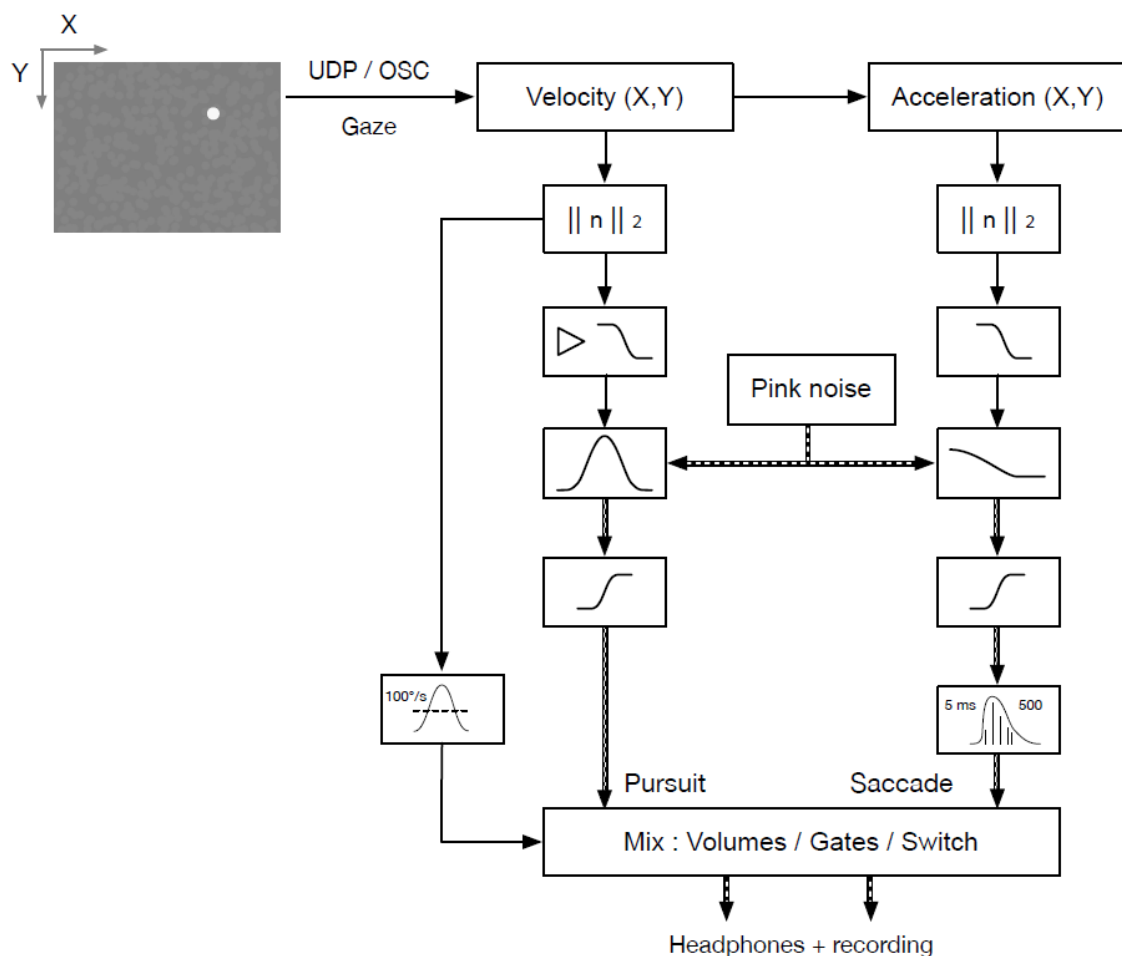 X
Y
UDP / OSC
Gaze
Velocity (X,Y)
Acceleration (X,Y)
|| n || 2
|| n || 2
Pink noise
100°/s
5 ms 500
Pursuit
Saccade
Mix : Volumes / Gates / Switch
Headphones + recording